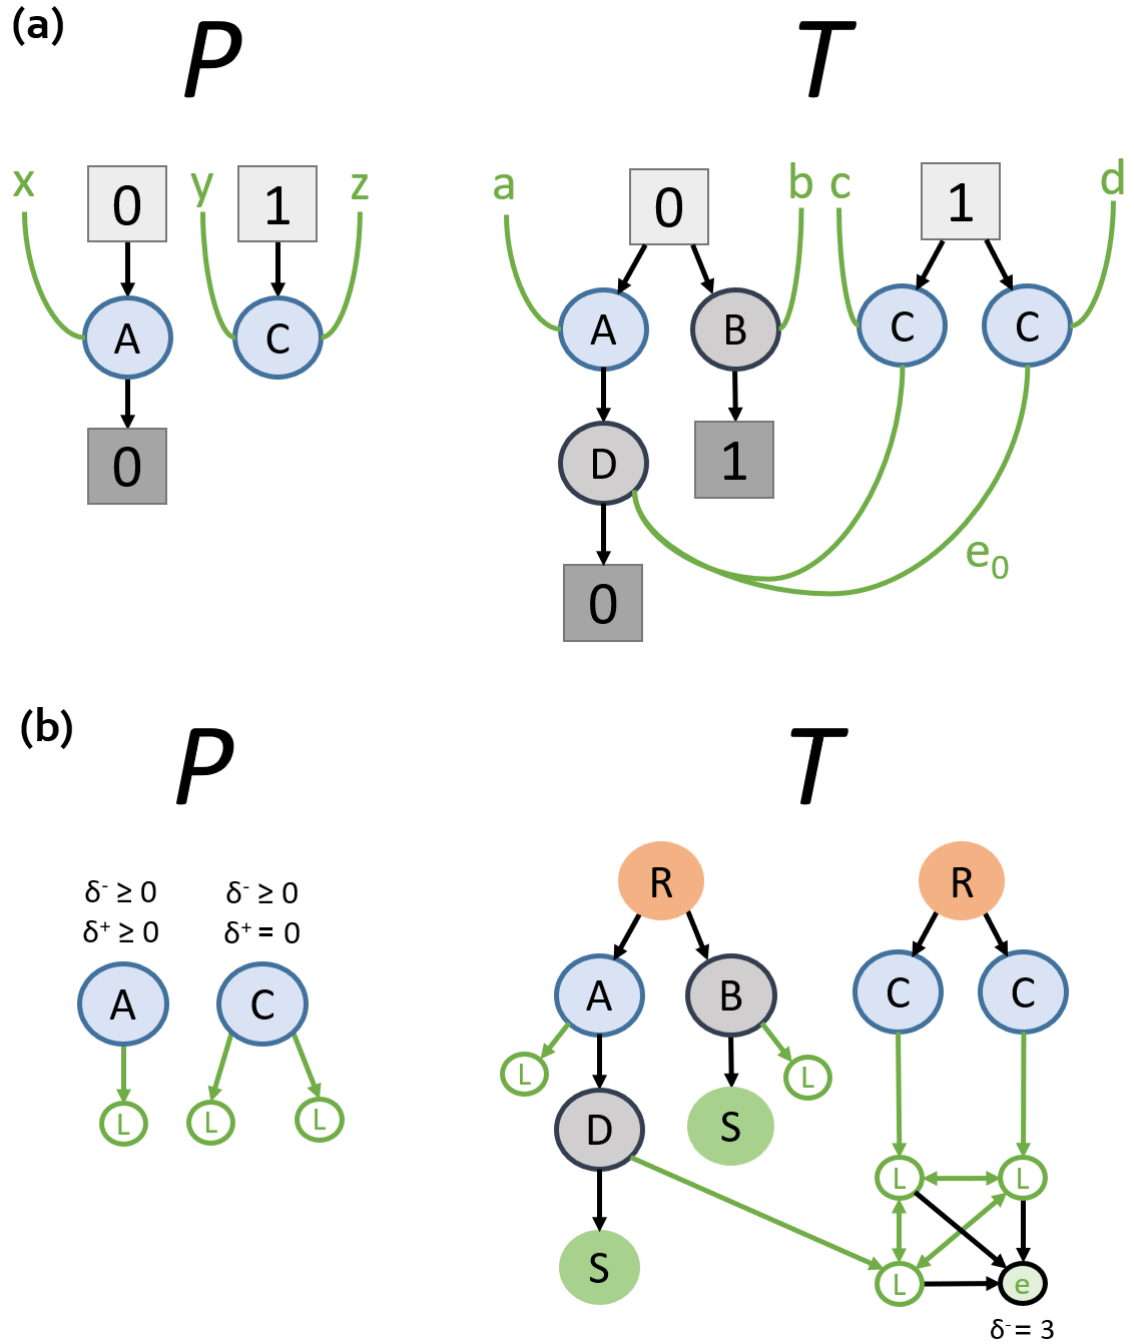 (a)
P T
x 0 y 1 z a 0 b c 1 d
A C A B C C
0 D 1
e₀
0
(b)
P T
δ⁻ ≥ 0 δ⁻ ≥ 0
δ⁺ ≥ 0 δ⁺ = 0
R R
A C A B C C
L L L L L
D S
L L
S L e
δ⁻ = 3